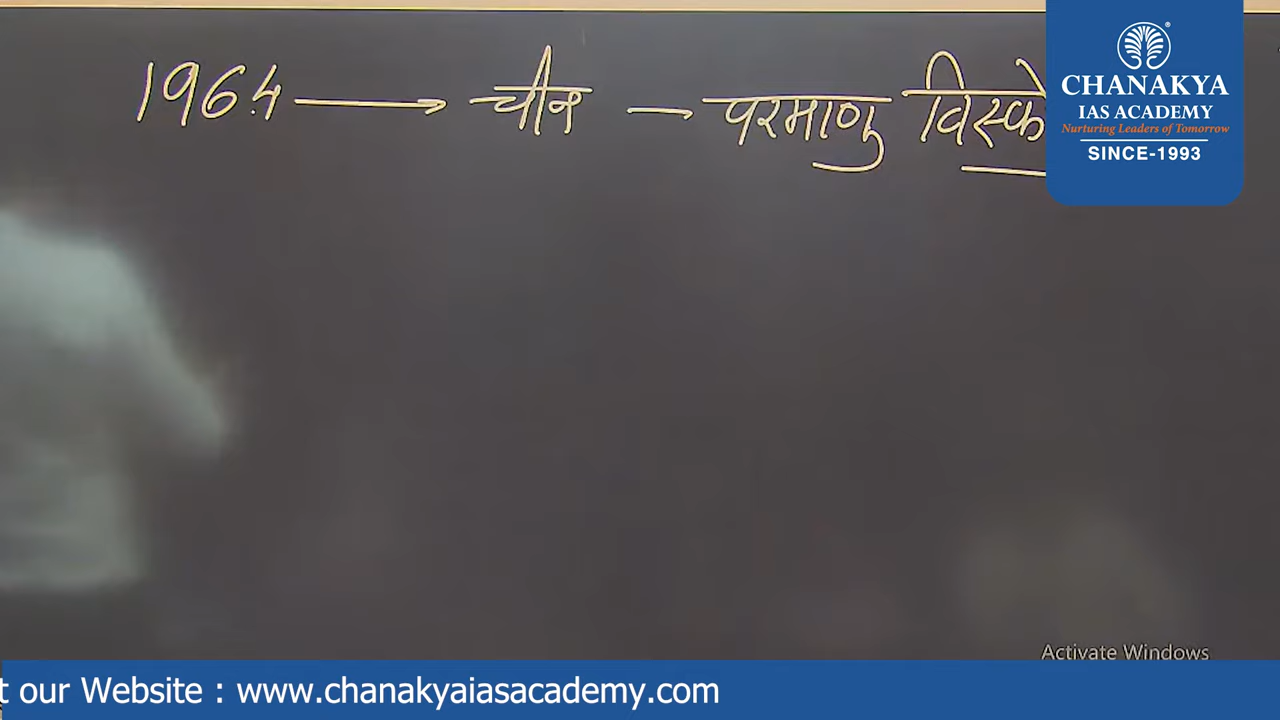 1964 → चीन → परमाणु विस्फो
CHANAKYA
IAS ACADEMY
Nurturing Leaders of Tomorrow
SINCE-1993
Activate Windows
t our Website : www.chanakyaiasacademy.com